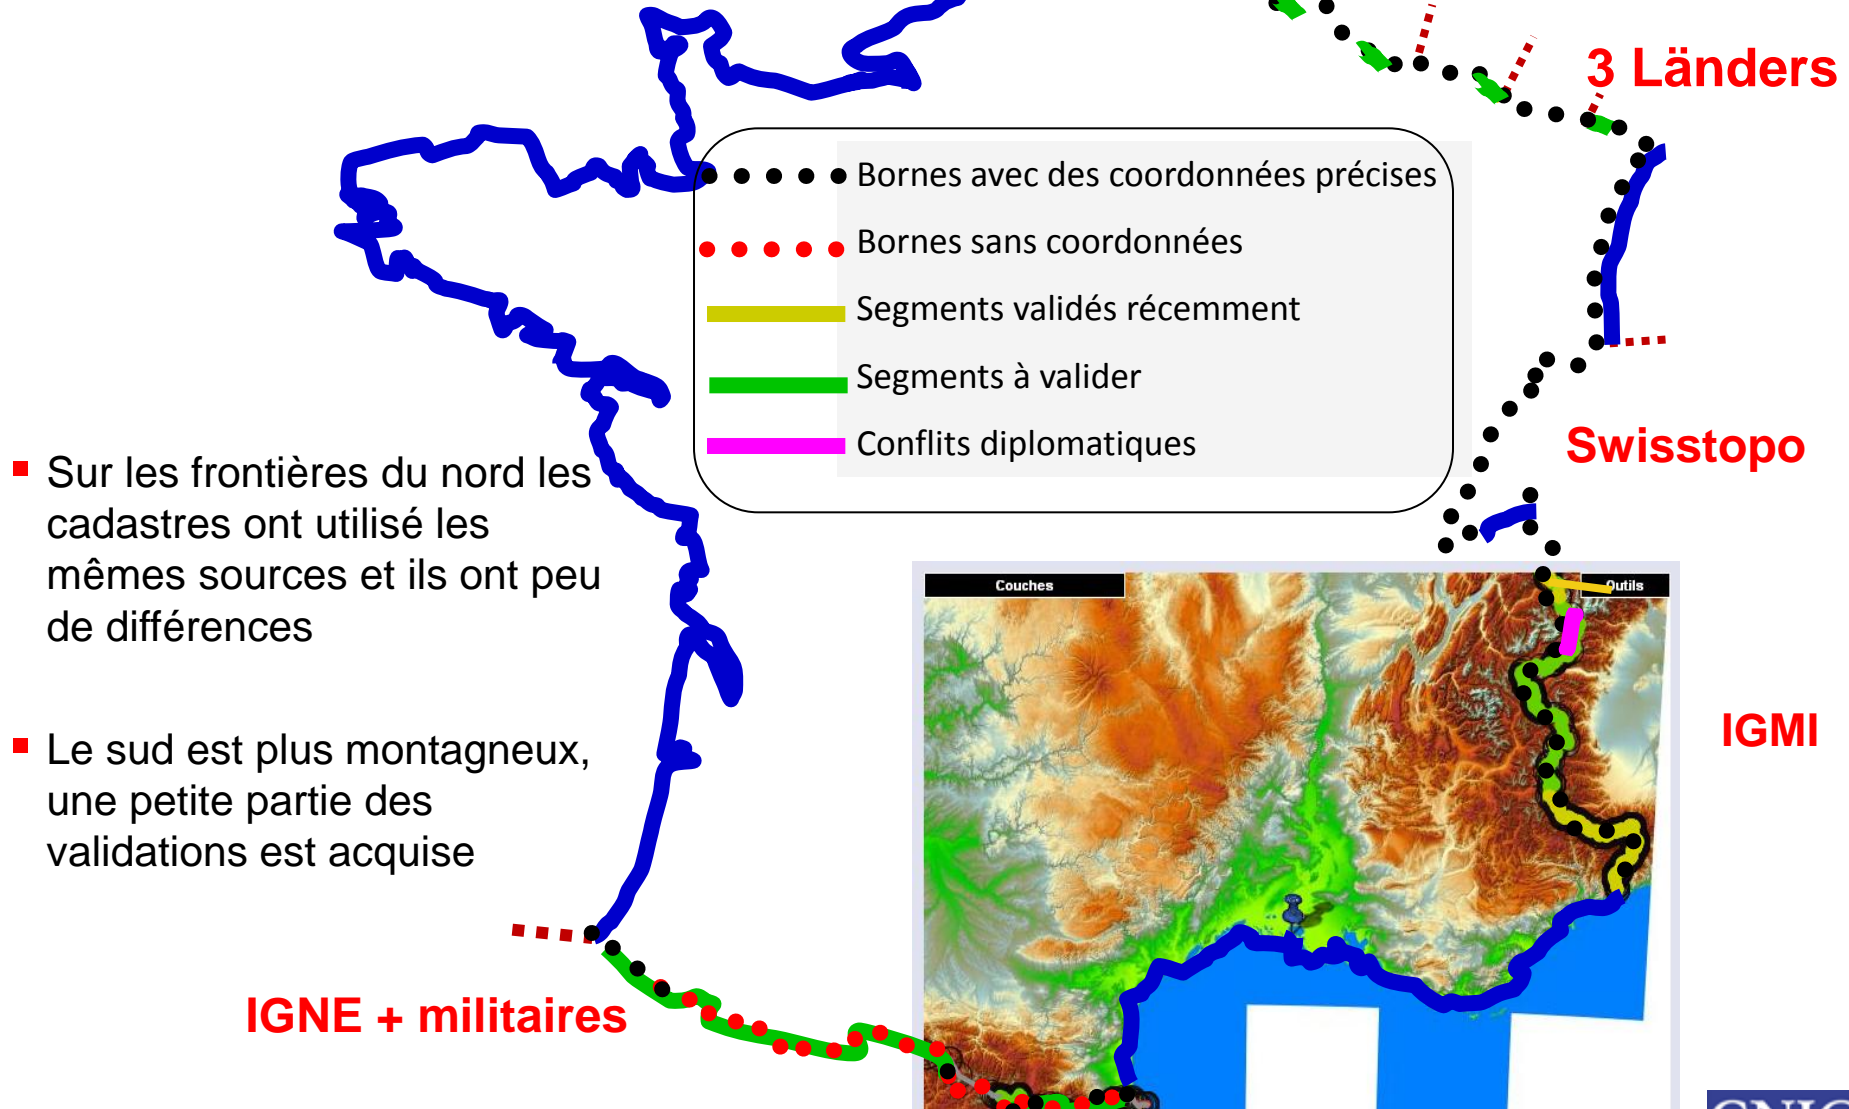 3 Länders
Bornes avec des coordonnées précises
Bornes sans coordonnées
Segments validés récemment
Segments à valider
Conflits diplomatiques
Swisstopo
Sur les frontières du nord les
cadastres ont utilisé les
mêmes sources et ils ont peu
de différences
Couches
Outils
IGMI
Le sud est plus montagneux,
une petite partie des
validations est acquise
IGNE + militaires